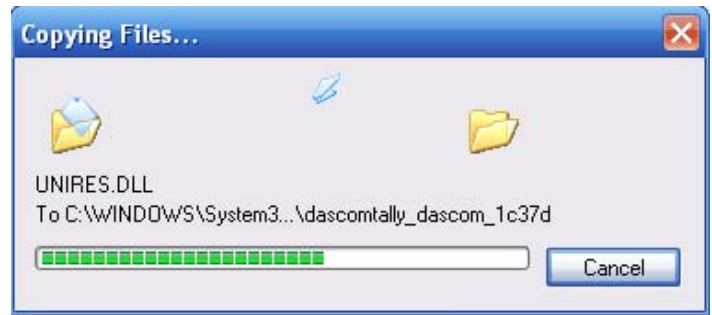 Copying Files...
UNIRES.DLL
To C:\WINDOWS\System3...\dascomtally_dascom_1c37d
Cancel